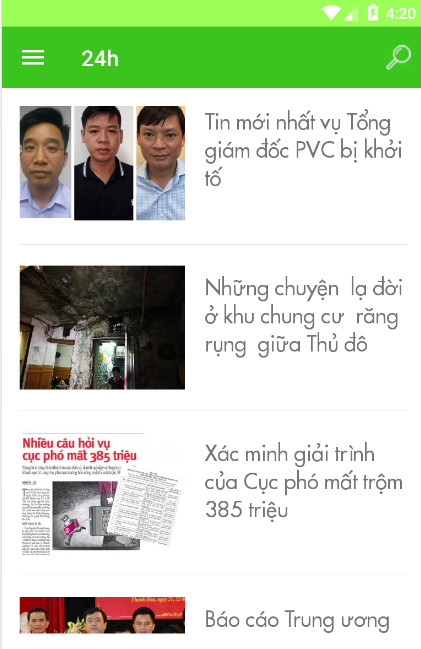 4:20
24h
Tin mới nhất vụ Tổng
giám đốc PVC bị khởi
tố
Những chuyện lạ đời
ở khu chung cư răng
rụng giữa Thủ đô
Nhiều câu hỏi vụ
cục phó mất 385 triệu
Xác minh giải trình
của Cục phó mất trộm
385 triệu
Báo cáo Trung ương